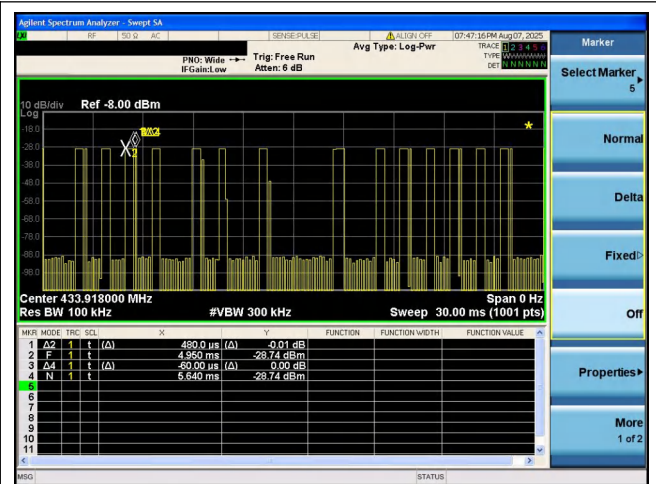 Agilent Spectrum Analyzer - Swept SA
RF 50 Ω AC SENSE:PULSE ALIGN OFF 07:47:16 PM Aug 07, 2025
PNO: Wide Trig: Free Run Avg Type: Log-Pwr TRACE 1 2 3 4 5 6
IFGain:Low Atten: 6 dB TYPE
DET N N N N N N
Marker
Select Marker
5
Normal
Delta
Fixed
Off
Properties
More
1 of 2
10 dB/div Ref -8.00 dBm
Log
-18.0
-28.0
-38.0
-48.0
-58.0
-68.0
-78.0
-88.0
-98.0
2
Center 433.918000 MHz Span 0 Hz
Res BW 100 kHz #VBW 300 kHz Sweep 30.00 ms (1001 pts)
MKR MODE TRC SCL X Y FUNCTION FUNCTION WIDTH FUNCTION VALUE
1 Δ2 1 t (Δ) 480.0 µs (Δ) -0.01 dB
2 F 1 t 4.950 ms -28.74 dBm
3 Δ4 1 t (Δ) -60.00 µs (Δ) 0.00 dB
4 N 1 t 5.640 ms -28.74 dBm
5
6
7
8
9
10
11
MSG STATUS